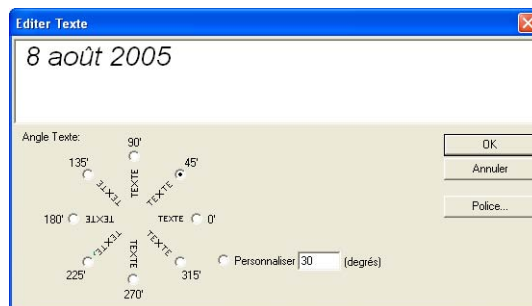 Editer Texte
8 août 2005
Angle Texte:
90'
135'
45'
TEXTE
TEXTE
TEXTE
OK
Annuler
180'
TEXTE
TEXTE
0'
Police...
TEXTE
TEXTE
TEXTE
Personnaliser 30 (degrés)
225'
315'
270'